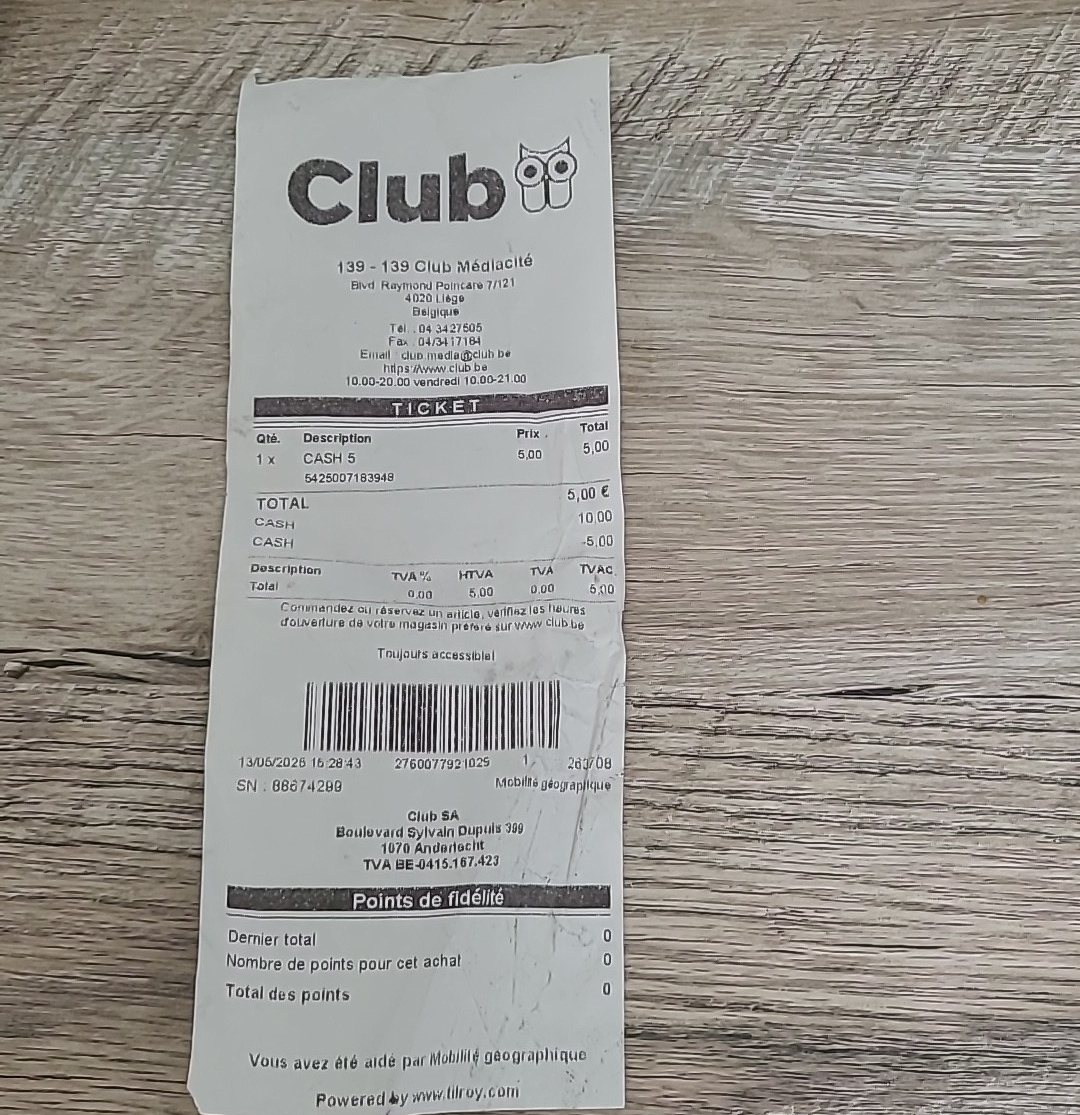 Club
139 - 139 Club Médiacité
Blvd Raymond Poincaré 7/121
4020 Liège
Belgique
Tél. : 04 3427505
Fax : 04/3417184
Email : club.media@club.be
https://www.club.be
10.00-20.00 vendredi 10.00-21.00
TICKET
Qté. Description Prix . Total
1 x CASH 5 5,00 5,00
5425007183948
TOTAL 5,00 €
CASH 10,00
CASH -5,00
Description TVA % HTVA TVA TVAC
Total 0,00 5,00 0,00 5,00
Commandez ou réservez un article, vérifiez les heures
d'ouverture de votre magasin préféré sur www.club.be
Toujours accessible!
16:28:43 2760077921029 1
SN : 88674299 Mobilité géographique
Club SA
Boulevard Sylvain Dupuis 399
1070 Anderlecht
TVA BE-0415.167.423
Points de fidélité
Dernier total 0
Nombre de points pour cet achat 0
Total des points 0
Vous avez été aidé par Mobilité géographique
Powered by www.tilroy.com